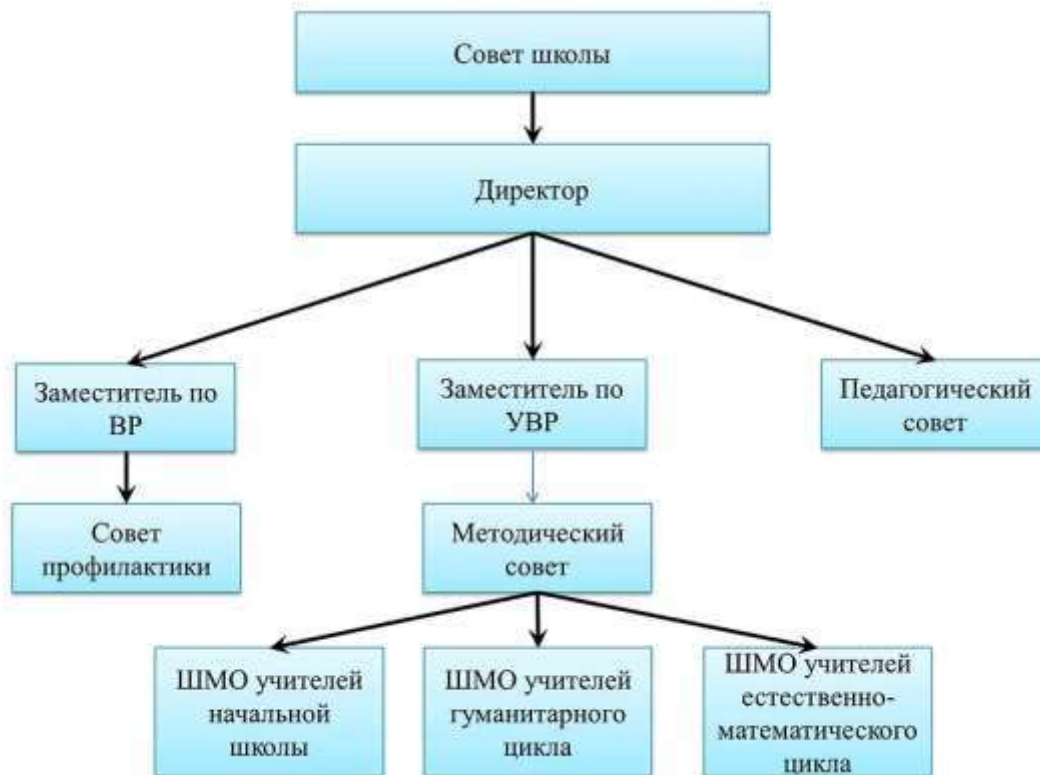 Совет школы
Директор
Заместитель по
ВР
Заместитель по
УВР
Педагогический
совет
Совет
профилактики
Методический
совет
ШМО учителей
начальной
школы
ШМО учителей
гуманитарного
цикла
ШМО учителей
естественно-
математического
цикла